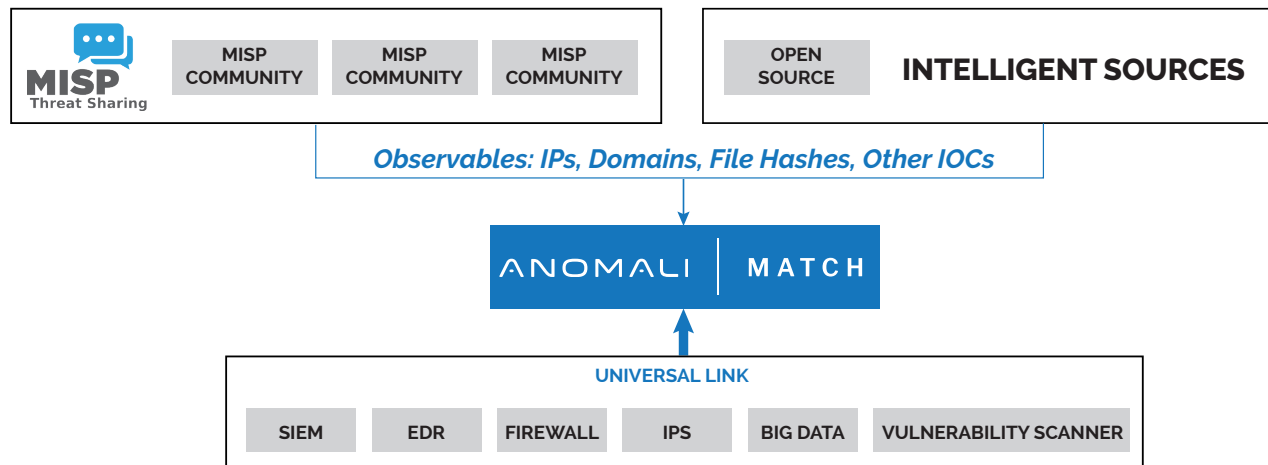 MISP
Threat Sharing
MISP
COMMUNITY
MISP
COMMUNITY
MISP
COMMUNITY
OPEN
SOURCE
INTELLIGENT SOURCES
Observables: IPs, Domains, File Hashes, Other IOCs
ANOMALI | MATCH
UNIVERSAL LINK
SIEM
EDR
FIREWALL
IPS
BIG DATA
VULNERABILITY SCANNER